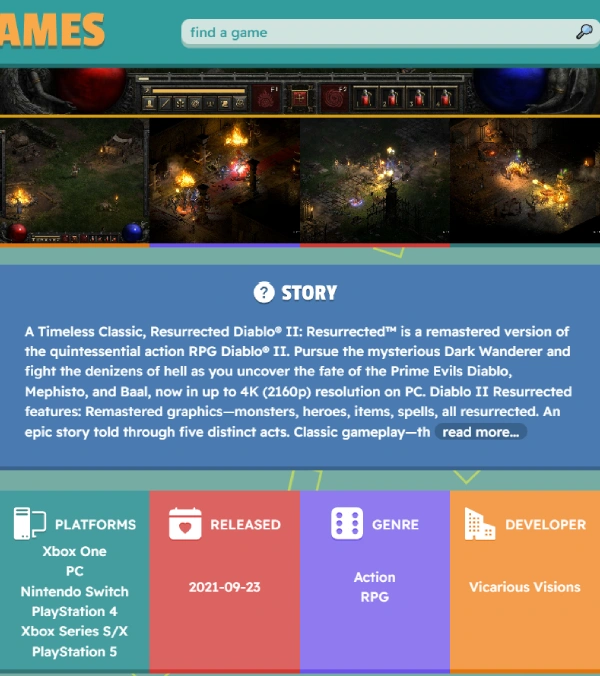 AMES
find a game
A Timeless Classic, Resurrected Diablo® II: Resurrected™ is a remastered version of
the quintessential action RPG Diablo® II. Pursue the mysterious Dark Wanderer and
fight the denizens of hell as you uncover the fate of the Prime Evils Diablo,
Mephisto, and Baal, now in up to 4K (2160p) resolution on PC. Diablo II Resurrected
features: Remastered graphics—monsters, heroes, items, spells, all resurrected. An
epic story told through five distinct acts. Classic gameplay—th read more...
STORY
PLATFORMS
Xbox One
PC
Nintendo Switch
PlayStation 4
Xbox Series S/X
PlayStation 5
RELEASED
2021-09-23
GENRE
Action
RPG
DEVELOPER
Vicarious Visions